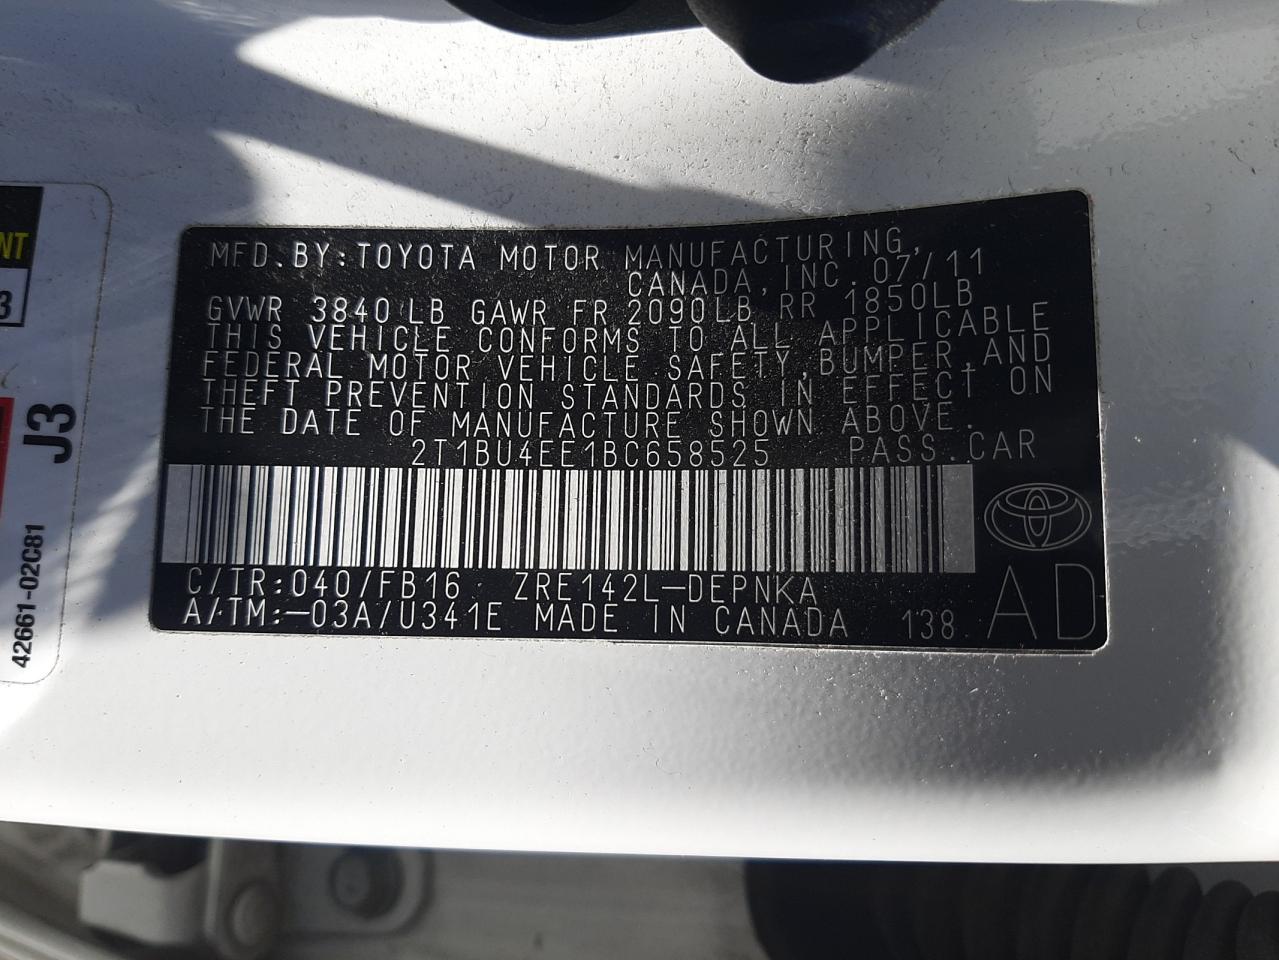 MFD.BY:TOYOTA MOTOR MANUFACTURING,
CANADA,INC.07/11
GVWR 3840LB GAWR FR 2090LB RR 1850LB
THIS VEHICLE CONFORMS TO ALL APPLICABLE
FEDERAL MOTOR VEHICLE SAFETY,BUMPER,AND
THEFT PREVENTION STANDARDS IN EFFECT ON
THE DATE OF MANUFACTURE SHOWN ABOVE.
2T1BU4EE1BC658525 PASS.CAR
C/TR:040/FB16 ZRE142L-DEPNKA
A/TM:-03A/U341E MADE IN CANADA 138 AD
NT
3
J3
42661-02C81